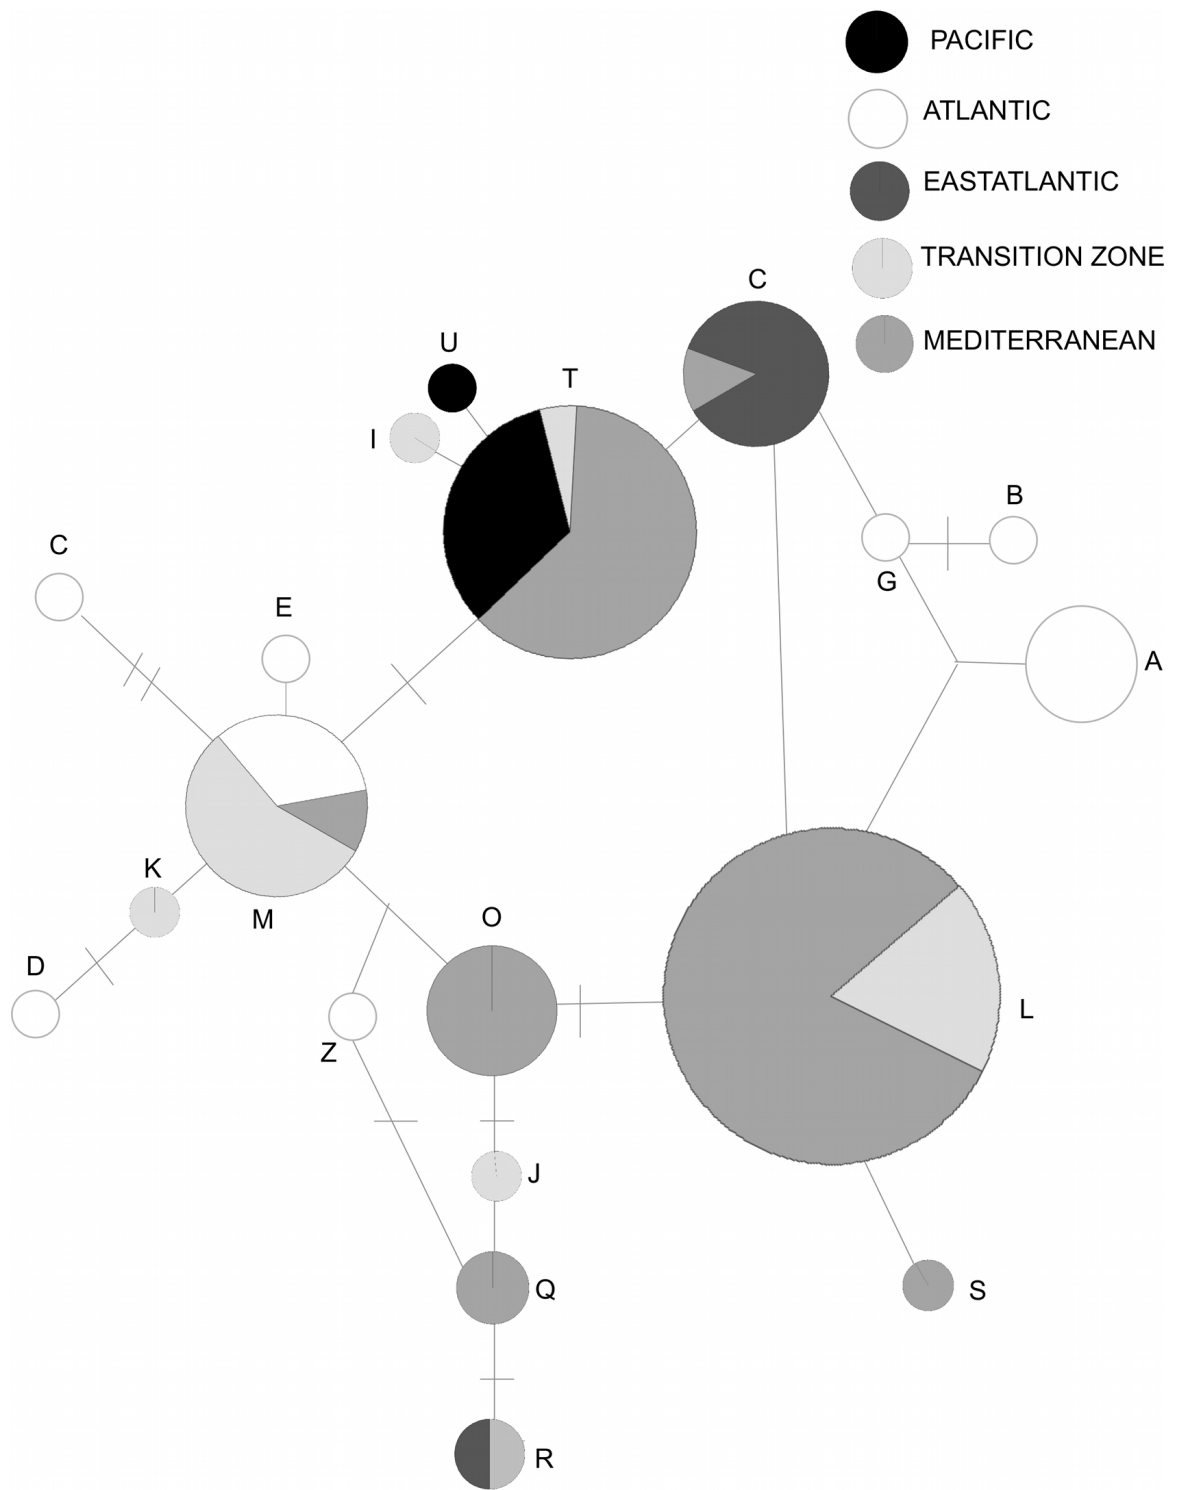 PACIFIC
ATLANTIC
EASTATLANTIC
TRANSITION ZONE
C
MEDITERRANEAN
U
T
I
B
C
G
E
A
K
M
O
D
L
Z
J
Q
S
R